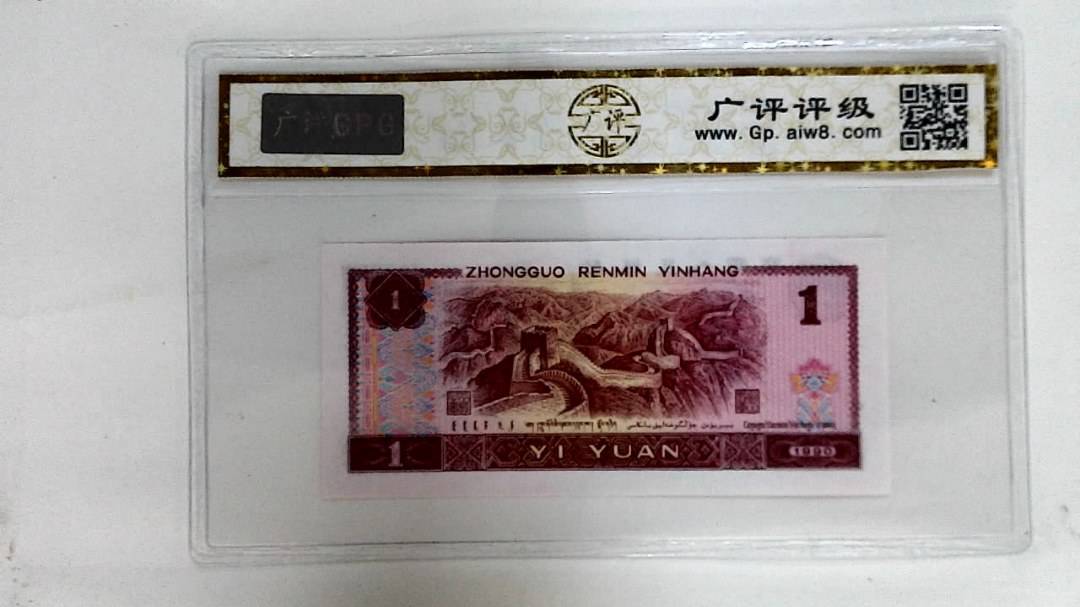 广评GPG
广评
广评评级
www.Gp.aiw8.com
ZHONGGUO RENMIN YINHANG
1
1
1
YI YUAN
1990